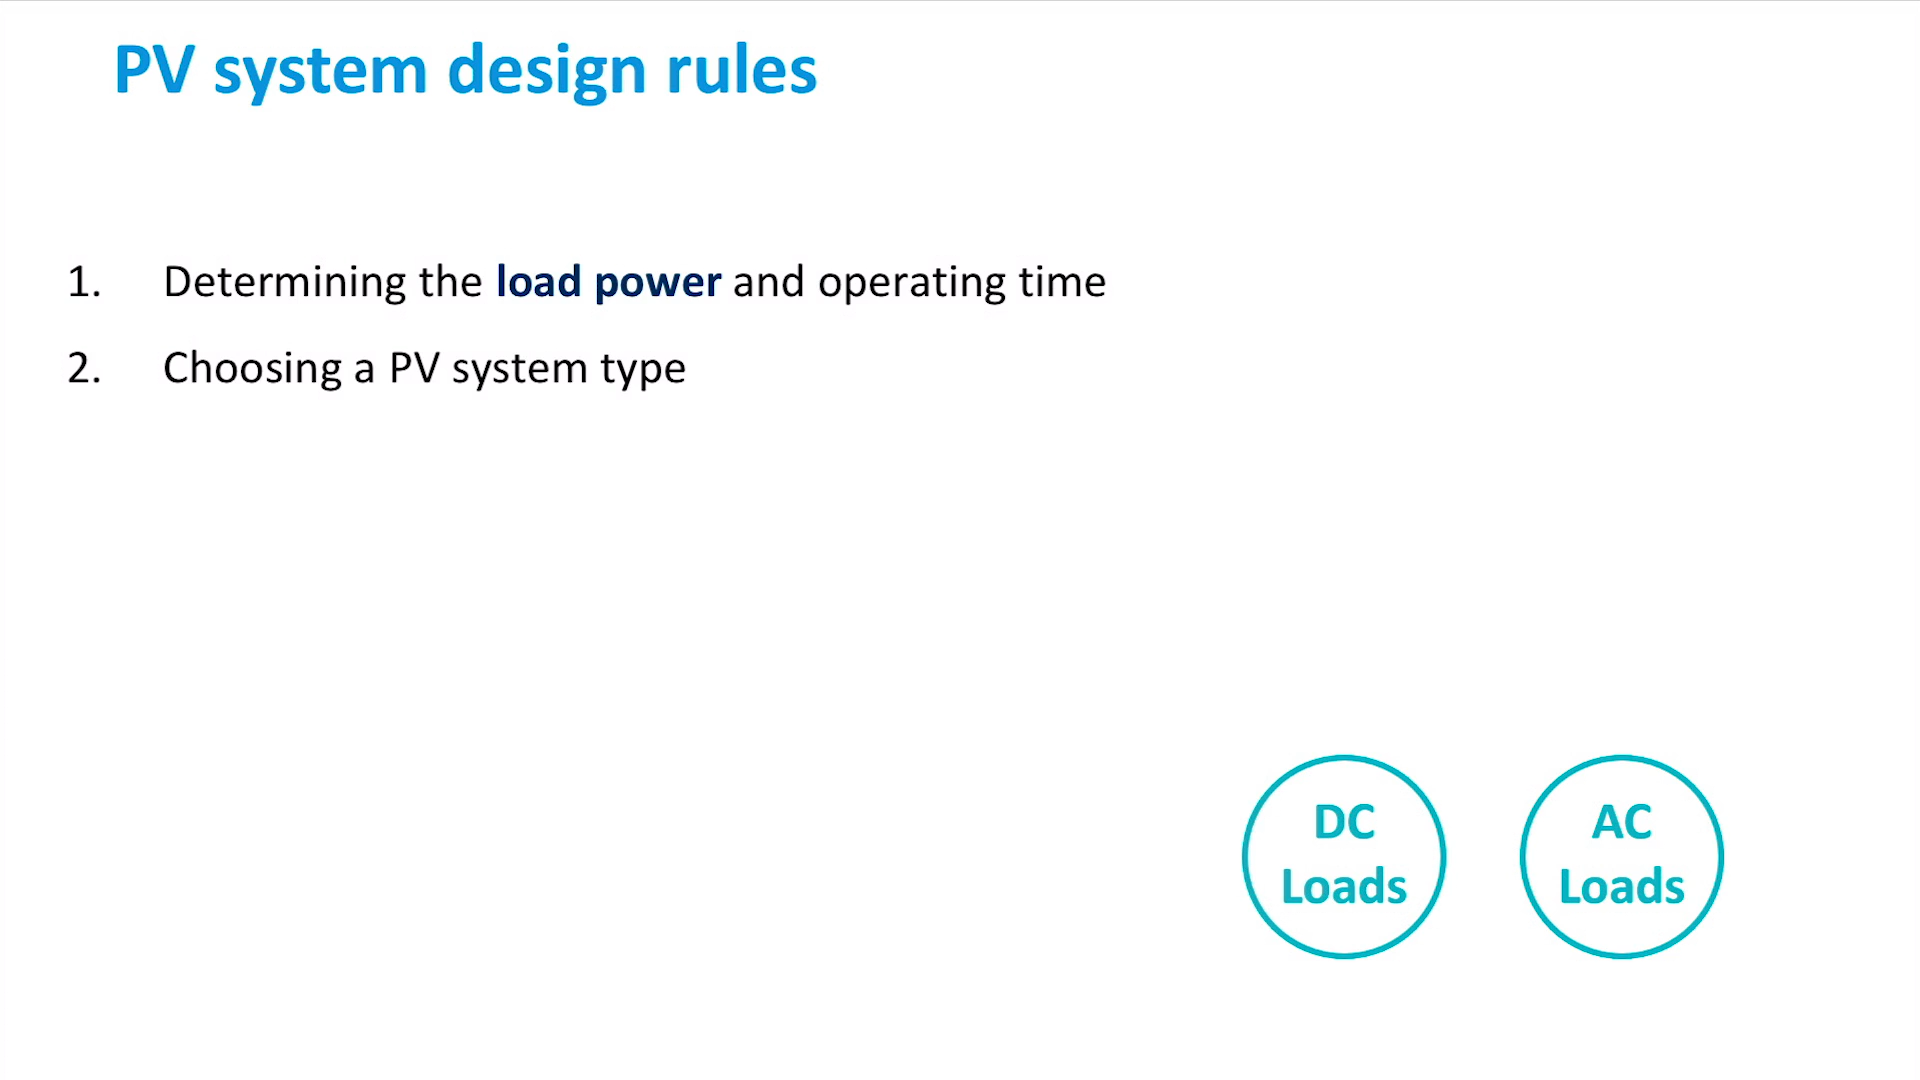 PV system design rules
1. Determining the load power and operating time
2. Choosing a PV system type
DC
Loads
AC
Loads